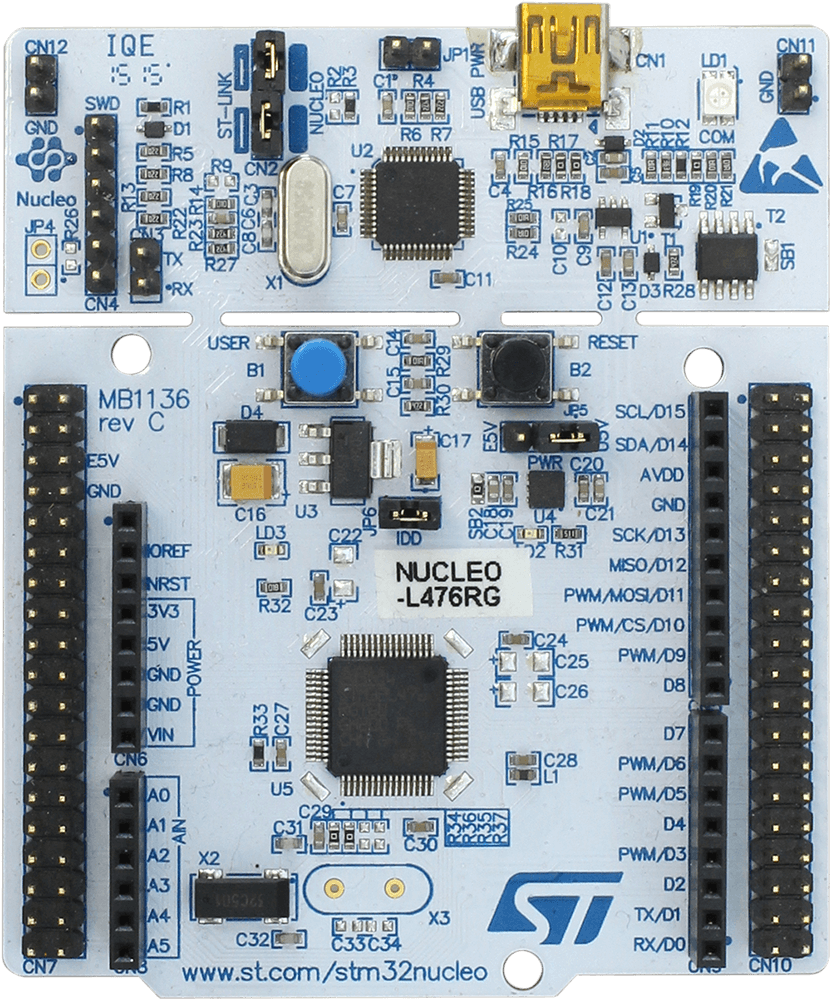 CN12
IQE
1515
ST-LINK
NUCLEO
R2
R3
JP1
C1
R4
R6
R7
USB PWR
CN1
LD1
COM
CN11
GND
GND
SWD
R1
D1
R5
R8
R13
R22
Nucleo
JP4
R26
TX
RX
CN4
CN2
R9
R14
R23
R27
C3
C6
C8
X1
C7
U2
C11
R15
R17
C4
R16
R18
R25
R24
C10
C9
D2
R11
R10
R12
R19
R20
R21
C12
C13
D3
R28
T2
SB1
USER
B1
C14
R29
C15
R30
RESET
B2
MB1136
rev C
D4
C16
U3
C17
JP6
IDD
E5V
JP5
PWR
U4
SB2
C18
C19
C20
C21
R31
LD3
R32
C22
C23
NUCLEO
-L476RG
E5V
GND
NRST
3V3
5V
GND
GND
VIN
POWER
CN6
A0
A1
A2
A3
A4
A5
AIN
CN7
SCL/D15
SDA/D14
AVDD
GND
SCK/D13
MISO/D12
PWM/MOSI/D11
PWM/CS/D10
PWM/D9
D8
D7
PWM/D6
PWM/D5
D4
PWM/D3
D2
TX/D1
RX/D0
CN10
C24
C25
C26
R33
C27
U5
C28
L1
C29
C30
C31
R34
R36
R35
R37
X2
X3
C32
C33
C34
ST
www.st.com/stm32nucleo